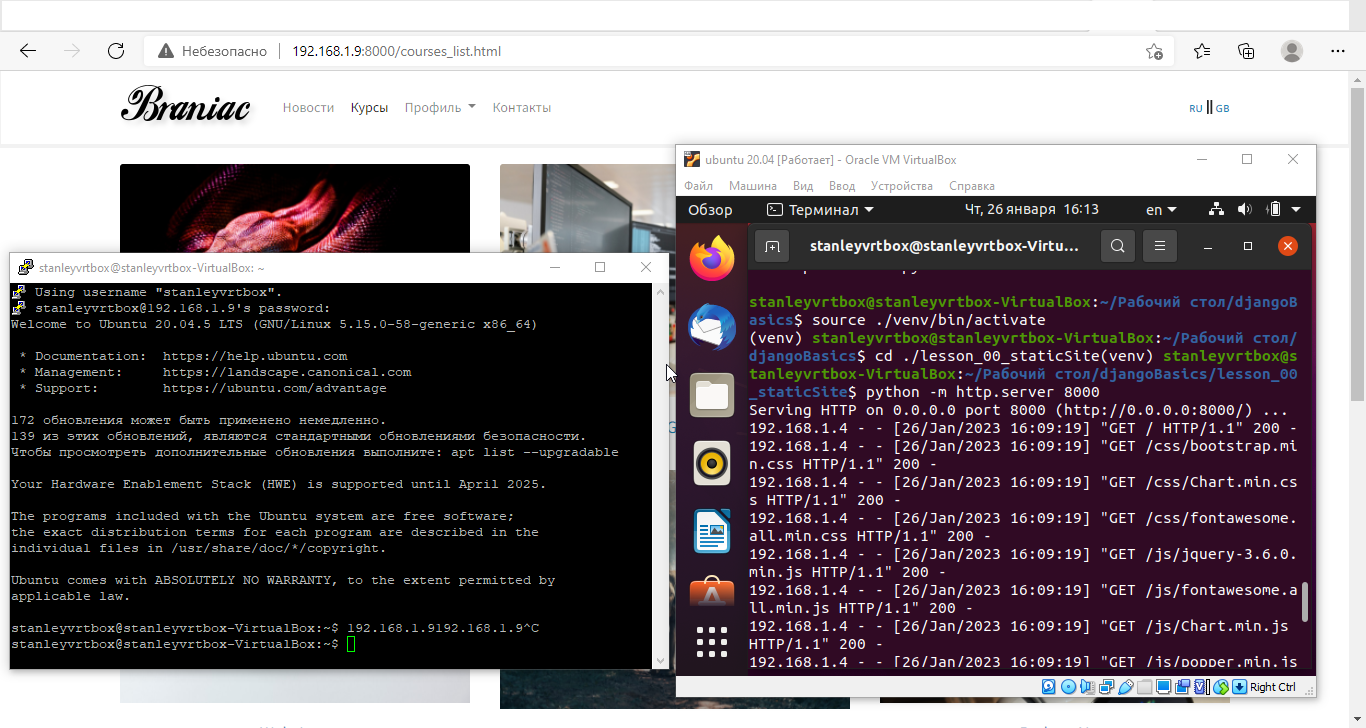 Небезопасно 192.168.1.9:8000/courses_list.html
Braniac Новости Курсы Профиль Контакты RU || GB
stanleyvrtbox@stanleyvrtbox-VirtualBox: ~
Using username "stanleyvrtbox".
stanleyvrtbox@192.168.1.9's password:
Welcome to Ubuntu 20.04.5 LTS (GNU/Linux 5.15.0-58-generic x86_64)
* Documentation: https://help.ubuntu.com
* Management: https://landscape.canonical.com
* Support: https://ubuntu.com/advantage
172 обновления может быть применено немедленно.
139 из этих обновлений, являются стандартными обновлениями безопасности.
Чтобы просмотреть дополнительные обновления выполните: apt list --upgradable
Your Hardware Enablement Stack (HWE) is supported until April 2025.
The programs included with the Ubuntu system are free software;
the exact distribution terms for each program are described in the
individual files in /usr/share/doc/*/copyright.
Ubuntu comes with ABSOLUTELY NO WARRANTY, to the extent permitted by
applicable law.
stanleyvrtbox@stanleyvrtbox-VirtualBox:~$ 192.168.1.9192.168.1.9^C
stanleyvrtbox@stanleyvrtbox-VirtualBox:~$
ubuntu 20.04 [Работает] - Oracle VM VirtualBox
Файл Машина Вид Ввод Устройства Справка
Обзор Терминал Чт, 26 января 16:13 en
stanleyvrtbox@stanleyvrtbox-Virtu...
stanleyvrtbox@stanleyvrtbox-VirtualBox:~/Рабочий стол/djangoB
asics$ source ./venv/bin/activate
(venv) stanleyvrtbox@stanleyvrtbox-VirtualBox:~/Рабочий стол/
djangoBasics$ cd ./lesson_00_staticSite(venv) stanleyvrtbox@s
tanleyvrtbox-VirtualBox:~/Рабочий стол/djangoBasics/lesson_00
_staticSite$ python -m http.server 8000
Serving HTTP on 0.0.0.0 port 8000 (http://0.0.0.0:8000/) ...
192.168.1.4 - - [26/Jan/2023 16:09:19] "GET / HTTP/1.1" 200 -
192.168.1.4 - - [26/Jan/2023 16:09:19] "GET /css/bootstrap.mi
n.css HTTP/1.1" 200 -
192.168.1.4 - - [26/Jan/2023 16:09:19] "GET /css/Chart.min.cs
s HTTP/1.1" 200 -
192.168.1.4 - - [26/Jan/2023 16:09:19] "GET /css/fontawesome.
all.min.css HTTP/1.1" 200 -
192.168.1.4 - - [26/Jan/2023 16:09:19] "GET /js/jquery-3.6.0.
min.js HTTP/1.1" 200 -
192.168.1.4 - - [26/Jan/2023 16:09:19] "GET /js/fontawesome.a
ll.min.js HTTP/1.1" 200 -
192.168.1.4 - - [26/Jan/2023 16:09:19] "GET /js/Chart.min.js
HTTP/1.1" 200 -
192.168.1.4 - - [26/Jan/2023 16:09:19] "GET /js/popper.min.js
Right Ctrl